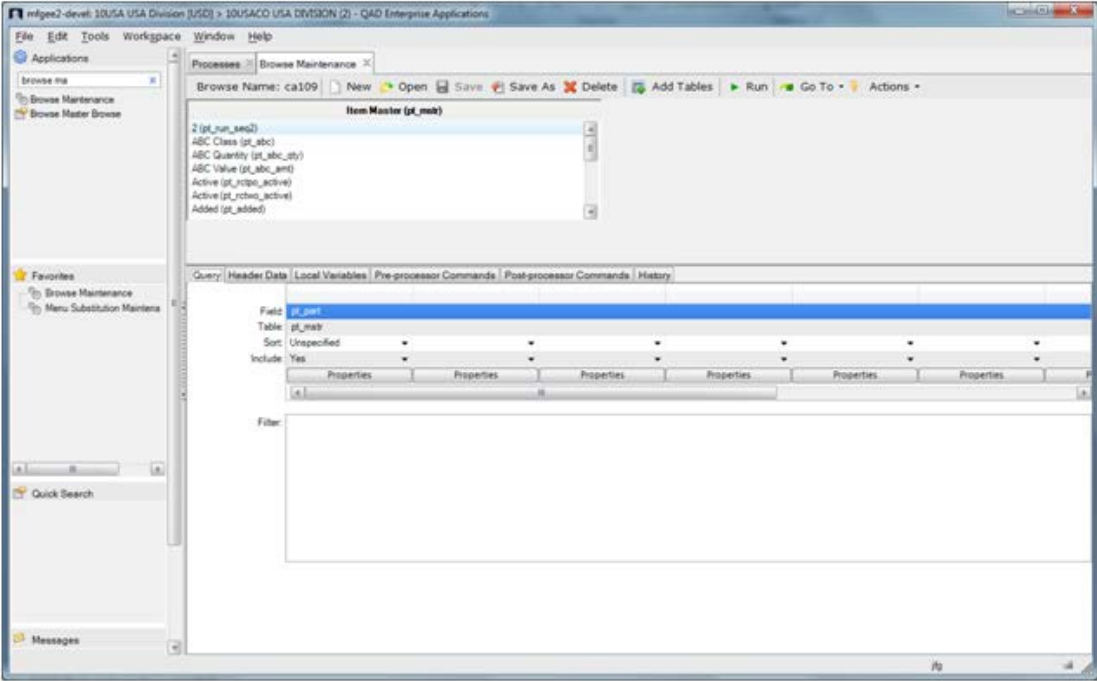 mfgee2-devel: 10USA USA Division [USD] > 10USACO USA DIVISION (2) - QAD Enterprise Applications
File Edit Tools Workspace Window Help
Applications
browse ma
Browse Maintenance
Browse Master Browse
Processes Browse Maintenance
Browse Name: ca109 New Open Save Save As Delete Add Tables Run Go To Actions
Item Master (pt_mstr)
2 (pt_run_seq2)
ABC Class (pt_abc)
ABC Quantity (pt_abc_qty)
ABC Value (pt_abc_amt)
Active (pt_rctpo_active)
Active (pt_rctwo_active)
Added (pt_added)
Favorites
Browse Maintenance
Menu Substitution Maintena
Query Header Data Local Variables Pre-processor Commands Post-processor Commands History
Field: pt_part
Table: pt_mstr
Sort: Unspecified
Include: Yes
Properties Properties Properties Properties Properties Properties P
Filter:
Quick Search
Messages
jfg